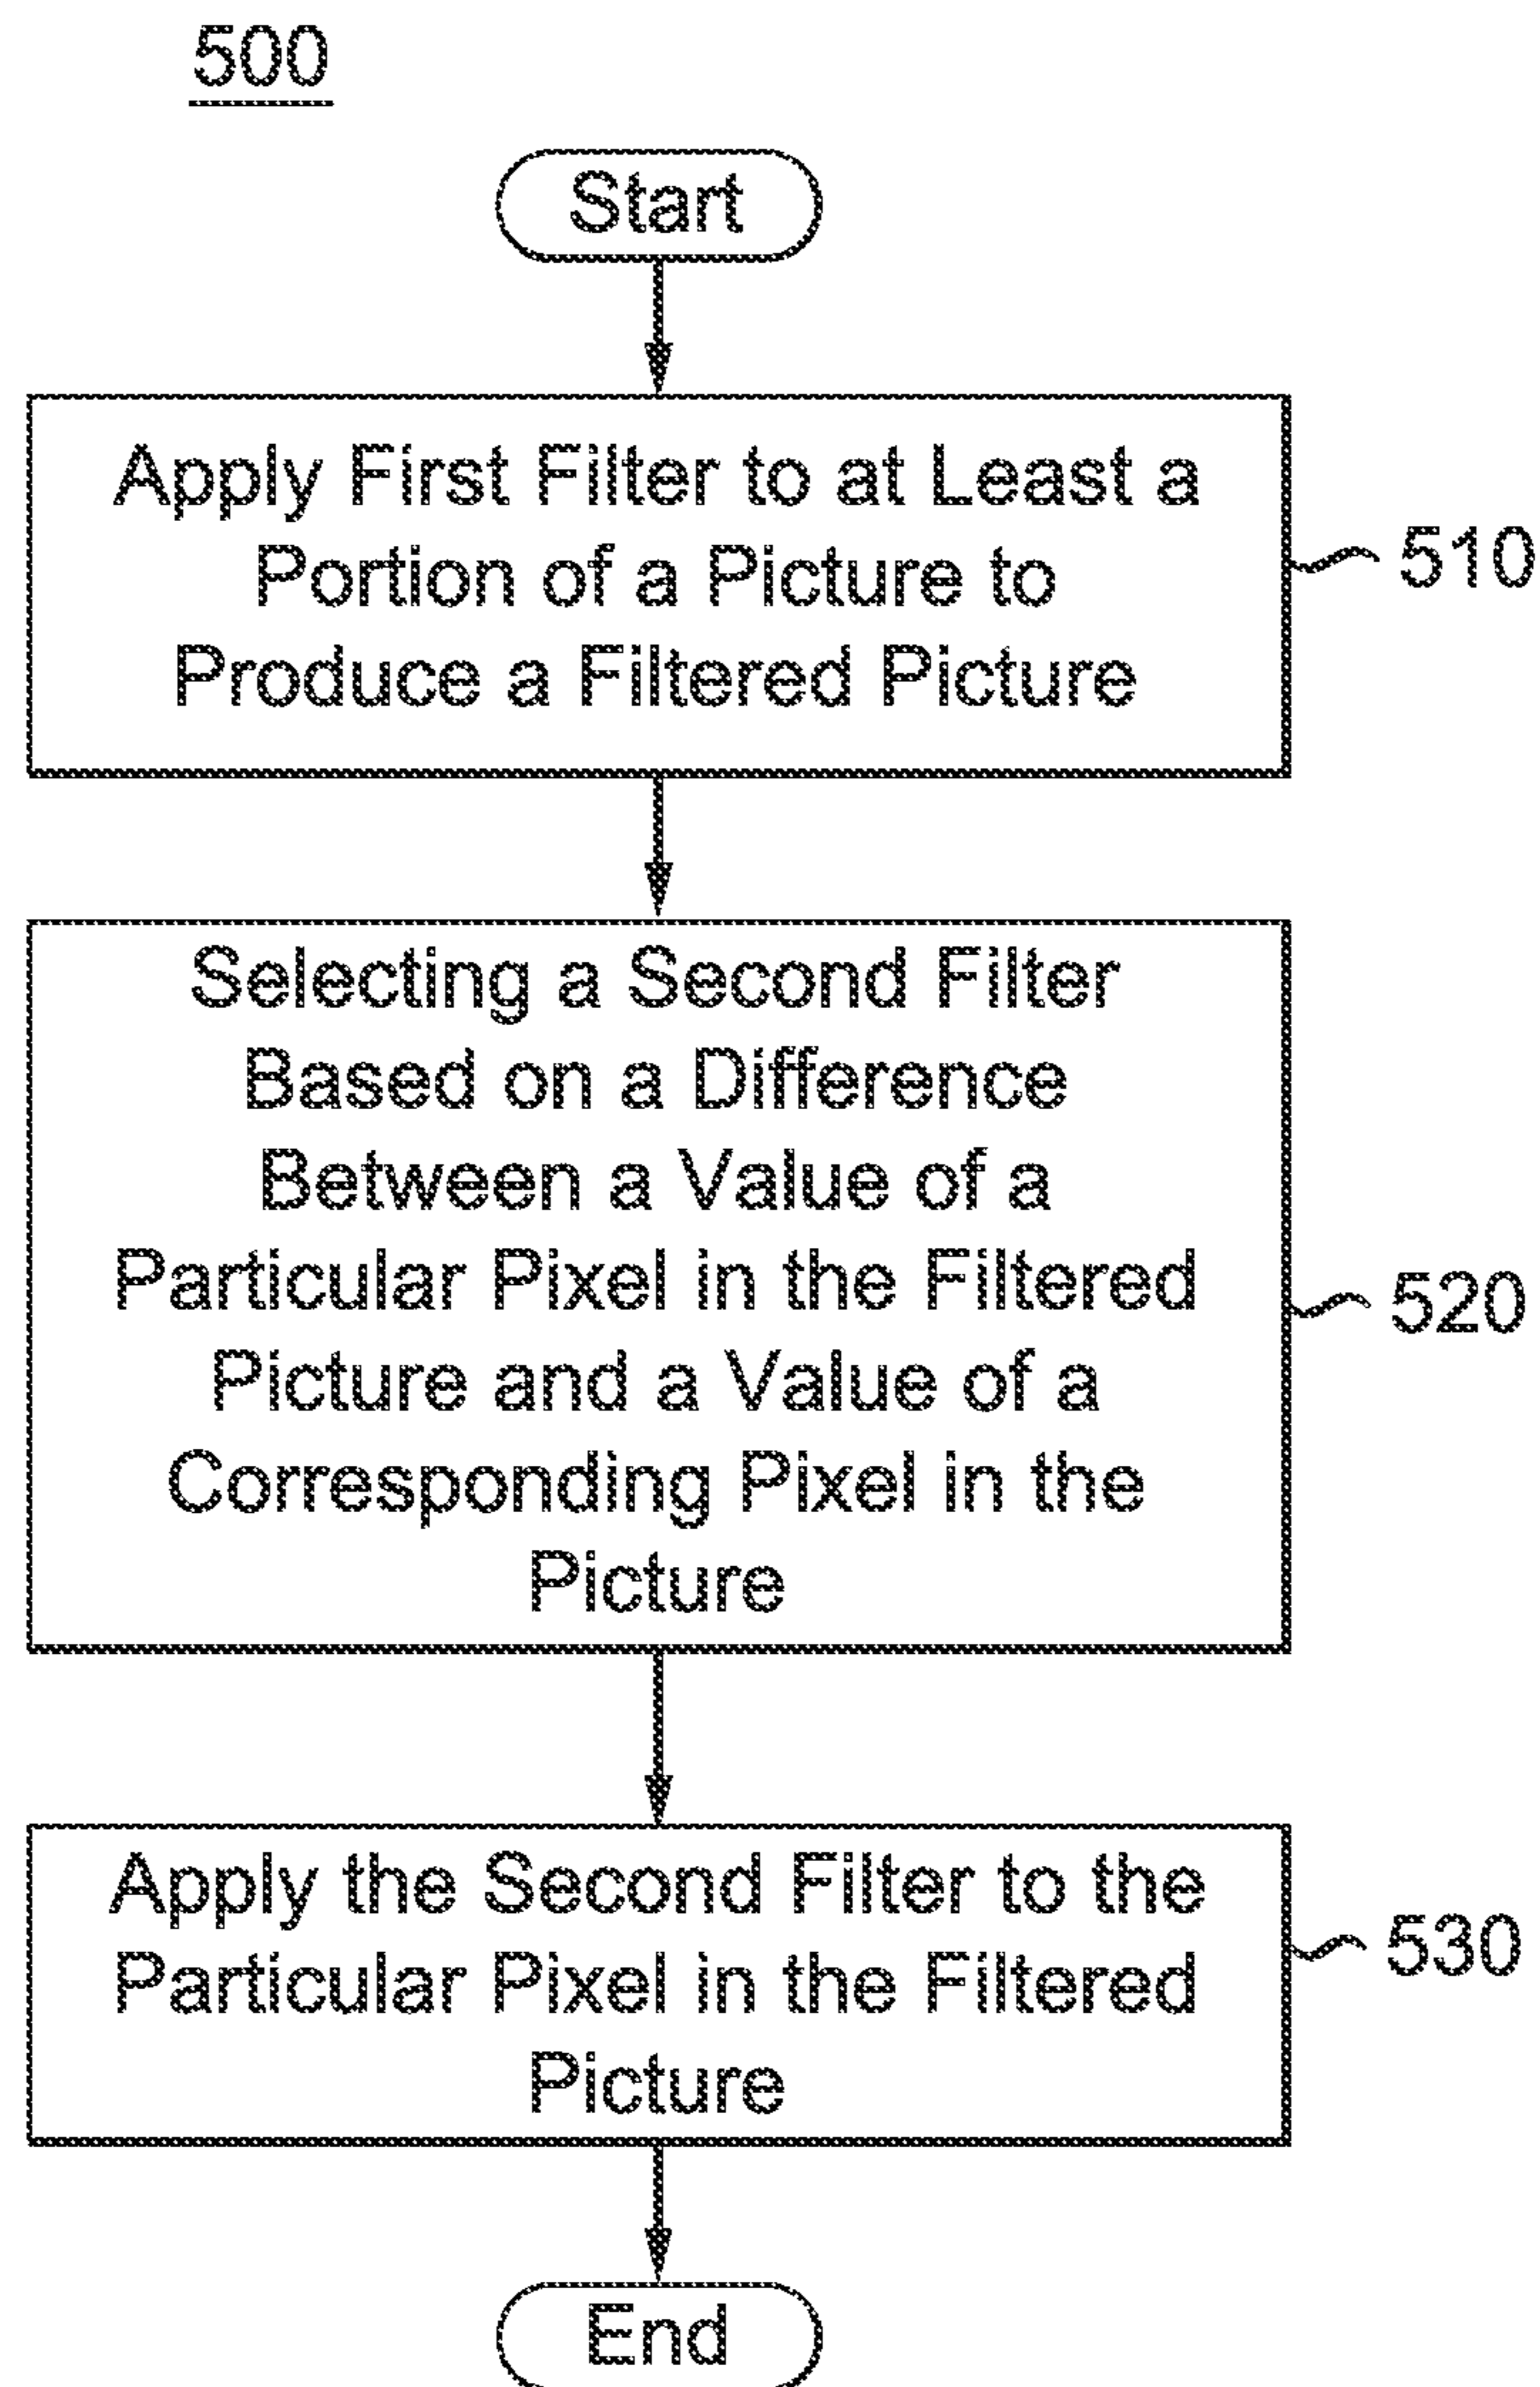 500
Start
Apply First Filter to at Least a
Portion of a Picture to
Produce a Filtered Picture
510
Selecting a Second Filter
Based on a Difference
Between a Value of a
Particular Pixel in the Filtered
Picture and a Value of a
Corresponding Pixel in the
Picture
520
Apply the Second Filter to the
Particular Pixel in the Filtered
Picture
530
End